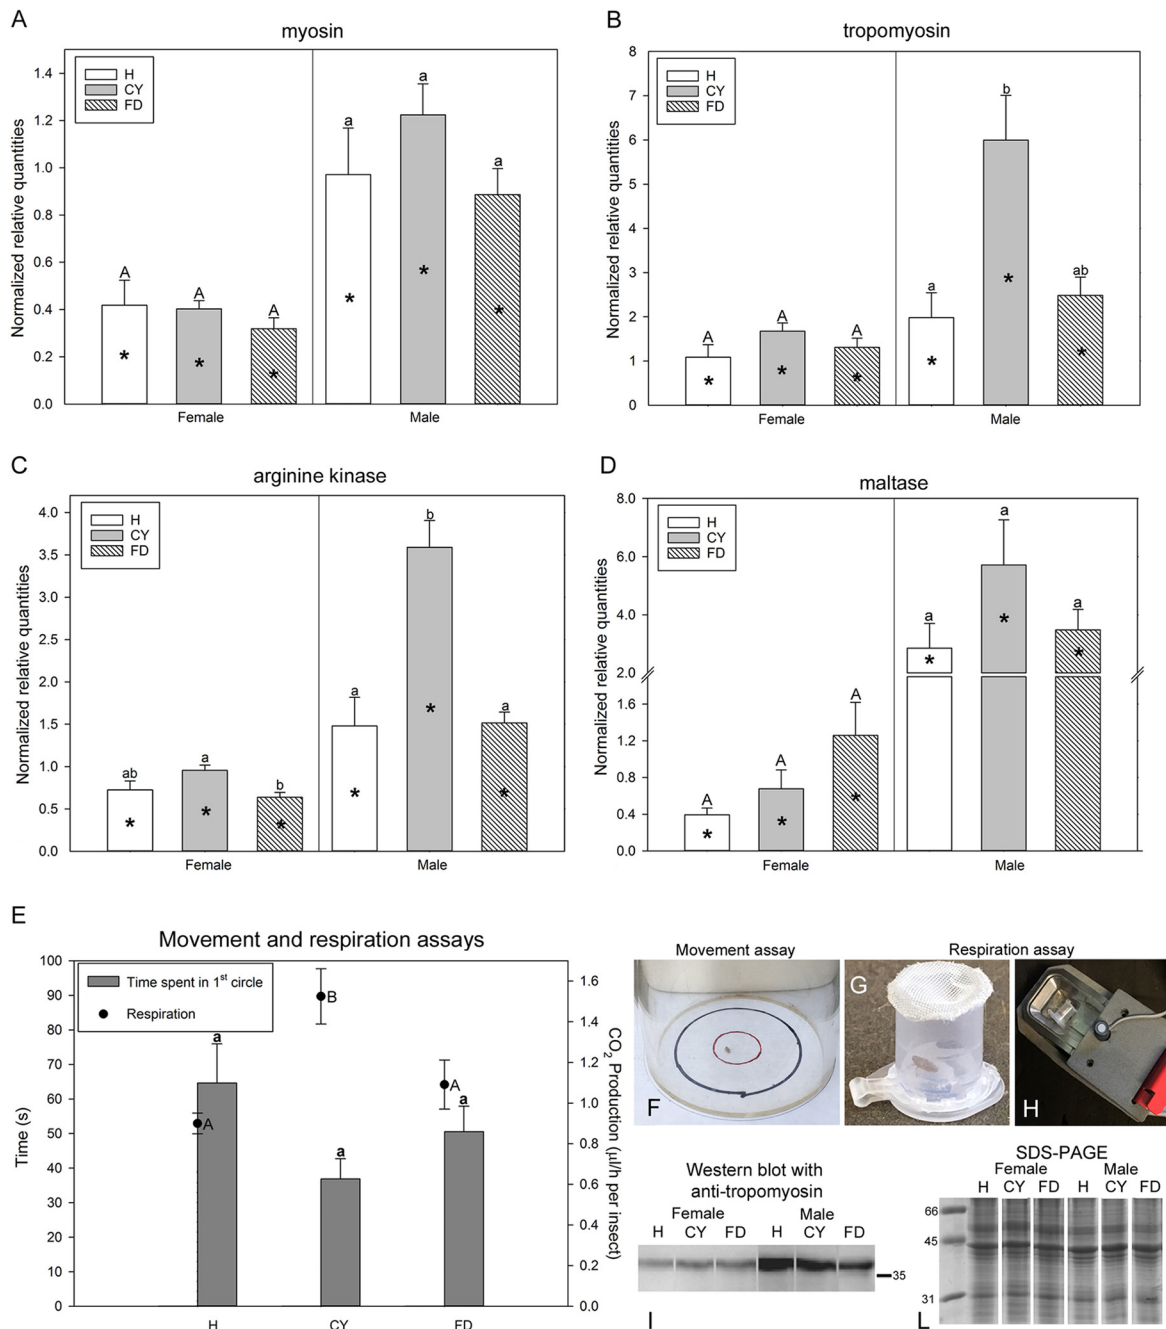 A
myosin
Normalized relative quantities
1.4
1.2
1.0
0.8
0.6
0.4
0.2
0.0
H
CY
FD
A
A
A
a
a
a
*
*
*
*
*
*
Female
Male
B
tropomyosin
Normalized relative quantities
8
7
6
5
4
3
2
1
0
H
CY
FD
A
A
A
a
b
ab
*
*
*
*
*
*
Female
Male
C
arginine kinase
Normalized relative quantities
4.0
3.5
3.0
2.5
2.0
1.5
1.0
0.5
0.0
H
CY
FD
ab
a
b
a
b
a
*
*
*
*
*
*
Female
Male
D
maltase
Normalized relative quantities
8.0
6.0
4.0
2.0
1.6
1.2
0.8
0.4
0.0
H
CY
FD
A
A
A
a
a
a
*
*
*
*
*
*
Female
Male
E
Movement and respiration assays
Time (s)
100
90
80
70
60
50
40
30
20
10
0
Time spent in 1st circle
Respiration
a
A
B
a
A
a
1.6
1.4
1.2
1.0
0.8
0.6
0.4
0.2
0.0
CO2 Production (µl/h per insect)
H
CY
FD
Movement assay
F
Respiration assay
G
H
Western blot with
anti-tropomyosin
Female
Male
H
CY
FD
H
CY
FD
35
I
SDS-PAGE
Female
Male
H
CY
FD
H
CY
FD
66
45
31
L